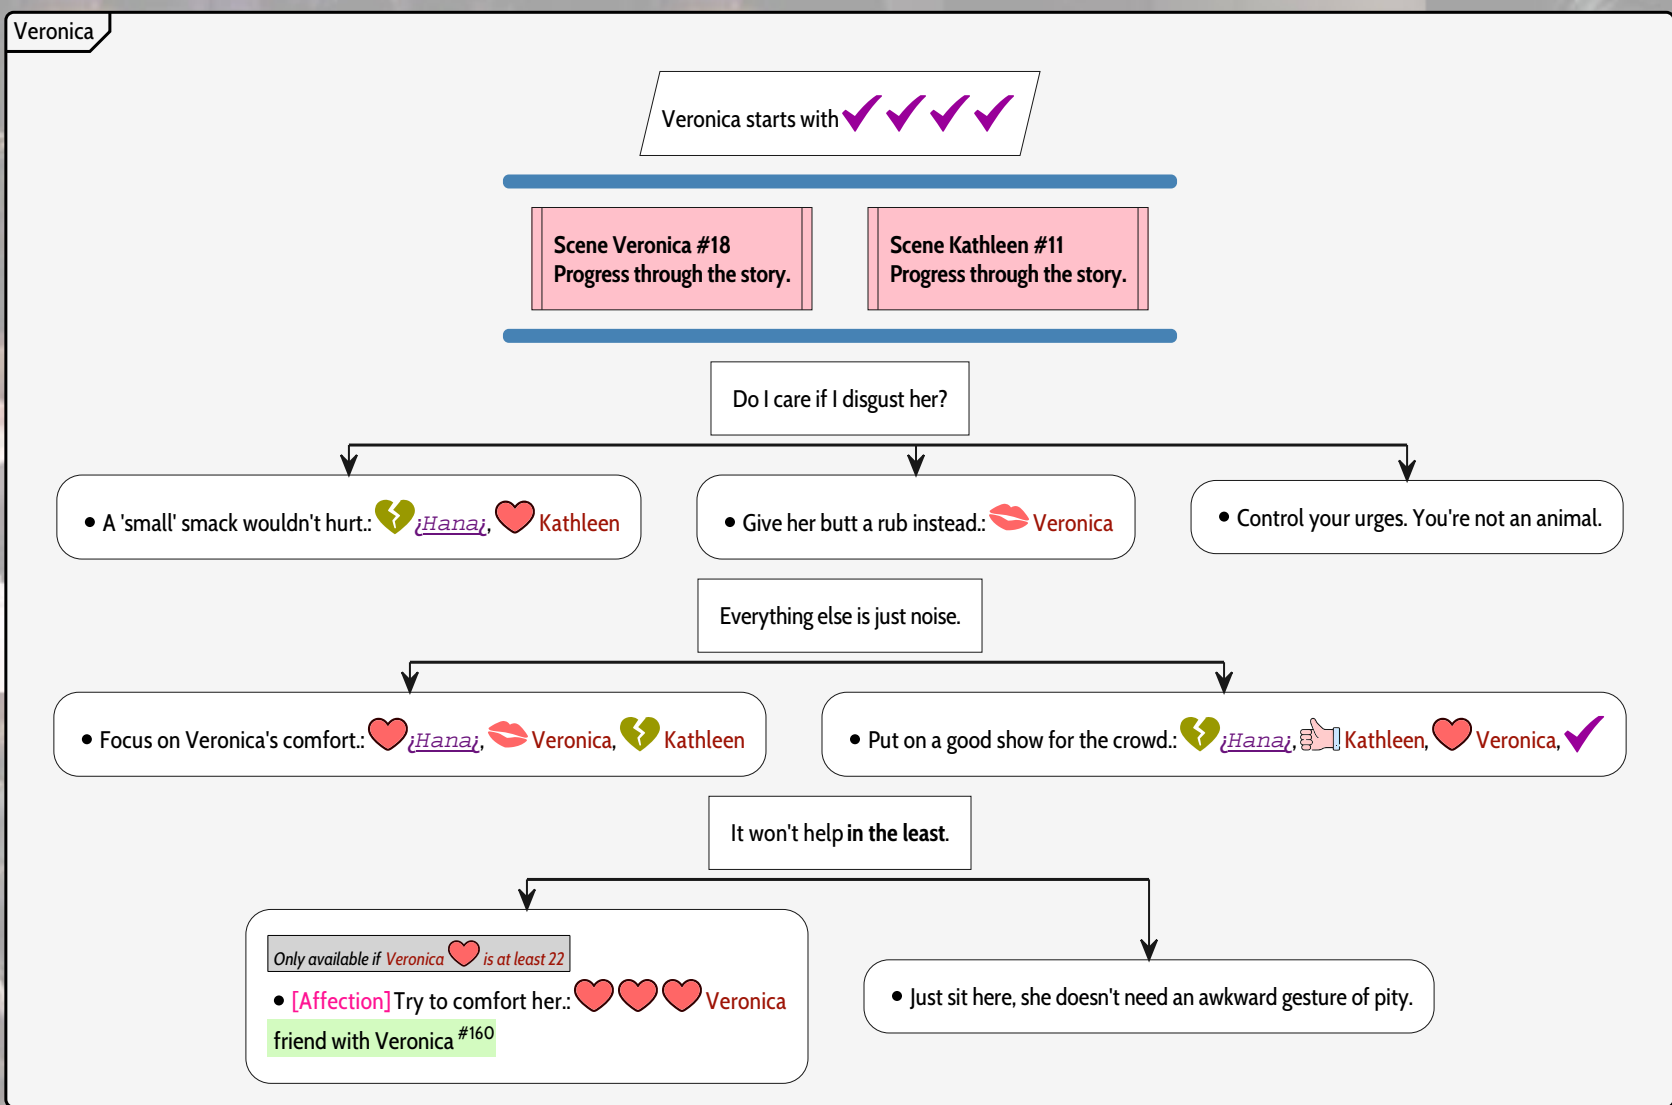 Veronica
Veronica starts with
Scene Veronica #18
Progress through the story.
Scene Kathleen #11
Progress through the story.
Do I care if I disgust her?
• A 'small' smack wouldn't hurt.: ¿Hana¿, Kathleen
• Give her butt a rub instead.: Veronica
• Control your urges. You're not an animal.
Everything else is just noise.
• Focus on Veronica's comfort.: ¿Hana¿, Veronica, Kathleen
• Put on a good show for the crowd.: ¿Hana¿, Kathleen, Veronica,
It won't help in the least.
Only available if Veronica is at least 22
• [Affection] Try to comfort her.: Veronica
friend with Veronica #160
• Just sit here, she doesn't need an awkward gesture of pity.